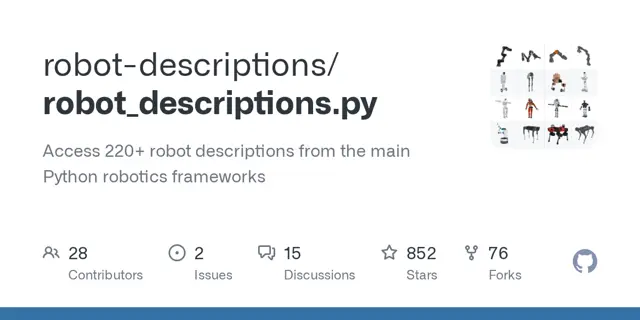 robot-descriptions/
robot_descriptions.py
Access 220+ robot descriptions from the main
Python robotics frameworks
28
Contributors
2
Issues
15
Discussions
852
Stars
76
Forks